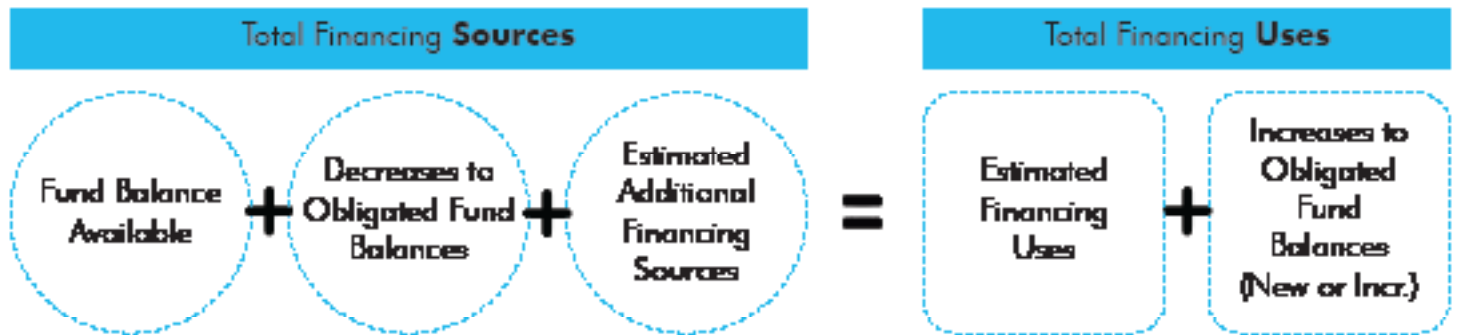 Total Financing Sources
Total Financing Uses
Fund Balance
Available
+
Decreases to
Obligated Fund
Balances
+
Estimated
Additional
Financing
Sources
=
Estimated
Financing
Uses
+
Increases to
Obligated
Fund
Balances
(New or Incr.)